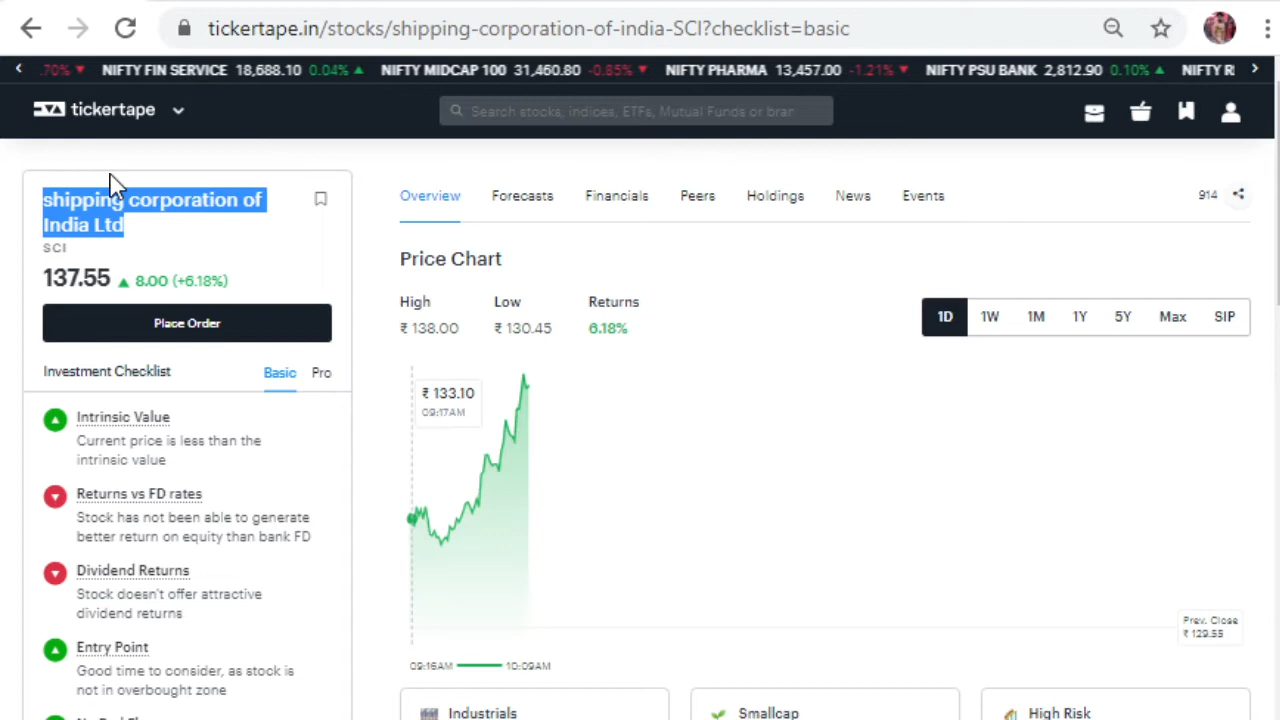 tickertape.in/stocks/shipping-corporation-of-india-SCI?checklist=basic
.70% NIFTY FIN SERVICE 18,688.10 0.04% NIFTY MIDCAP 100 31,460.80 -0.85% NIFTY PHARMA 13,457.00 -1.21% NIFTY PSU BANK 2,812.90 0.10%
tickertape
Search stocks, indices, ETFs, Mutual Funds or bran
shipping corporation of
India Ltd
SCI
137.55 8.00 (+6.18%)
Place Order
Investment Checklist Basic Pro
Intrinsic Value
Current price is less than the
intrinsic value
Returns vs FD rates
Stock has not been able to generate
better return on equity than bank FD
Dividend Returns
Stock doesn't offer attractive
dividend returns
Entry Point
Good time to consider, as stock is
not in overbought zone
Overview Forecasts Financials Peers Holdings News Events 914
Price Chart
High Low Returns
₹ 138.00 ₹ 130.45 6.18%
1D 1W 1M 1Y 5Y Max SIP
₹ 133.10
09:17AM
Prev. Close
₹ 129.55
09:16AM 10:09AM
Industrials Smallcap High Risk